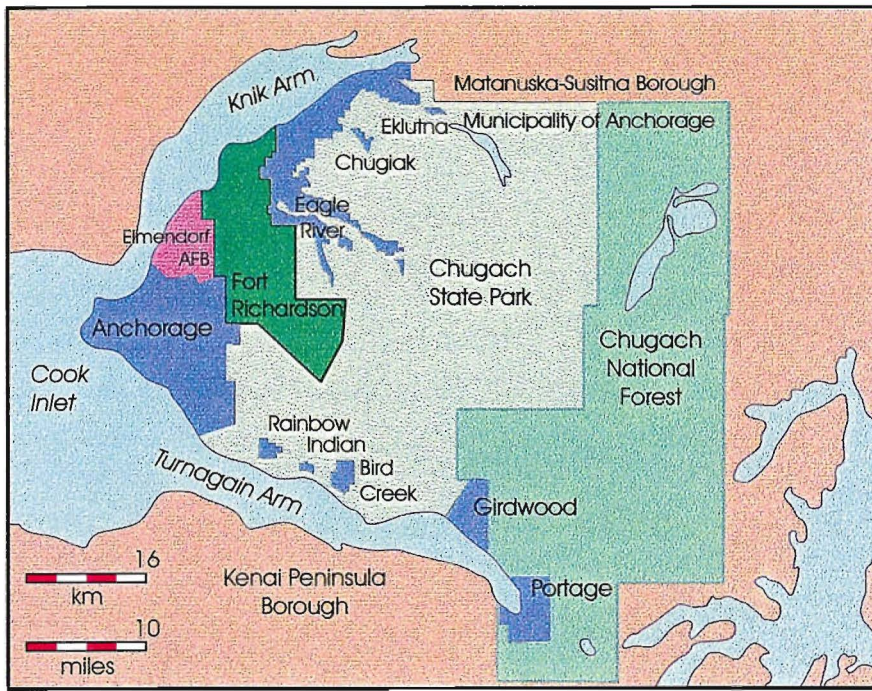 Knik Arm
Matanuska-Susitna Borough
Municipality of Anchorage
Eklutna
Chugiak
Eagle
River
Elmendorf
AFB
Fort
Richardson
Chugach
State Park
Anchorage
Chugach
National
Forest
Cook
Inlet
Rainbow
Indian
Bird
Creek
Turnagain Arm
Girdwood
Portage
Kenai Peninsula
Borough
16
km
10
miles